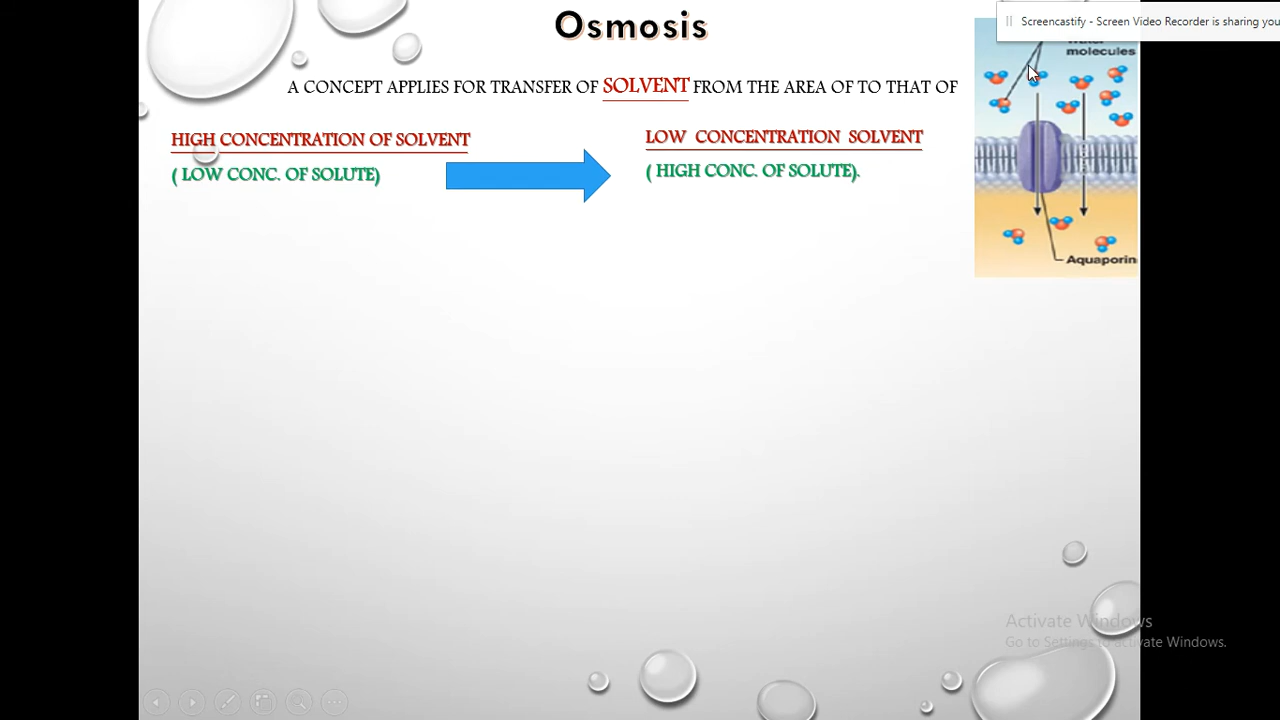 Osmosis
Screencastify - Screen Video Recorder is sharing you
molecules
A CONCEPT APPLIES FOR TRANSFER OF SOLVENT FROM THE AREA OF TO THAT OF
HIGH CONCENTRATION OF SOLVENT
LOW CONCENTRATION SOLVENT
( LOW CONC. OF SOLUTE)
( HIGH CONC. OF SOLUTE).
Aquaporin
Activate Windows
Go to Settings to activate Windows.